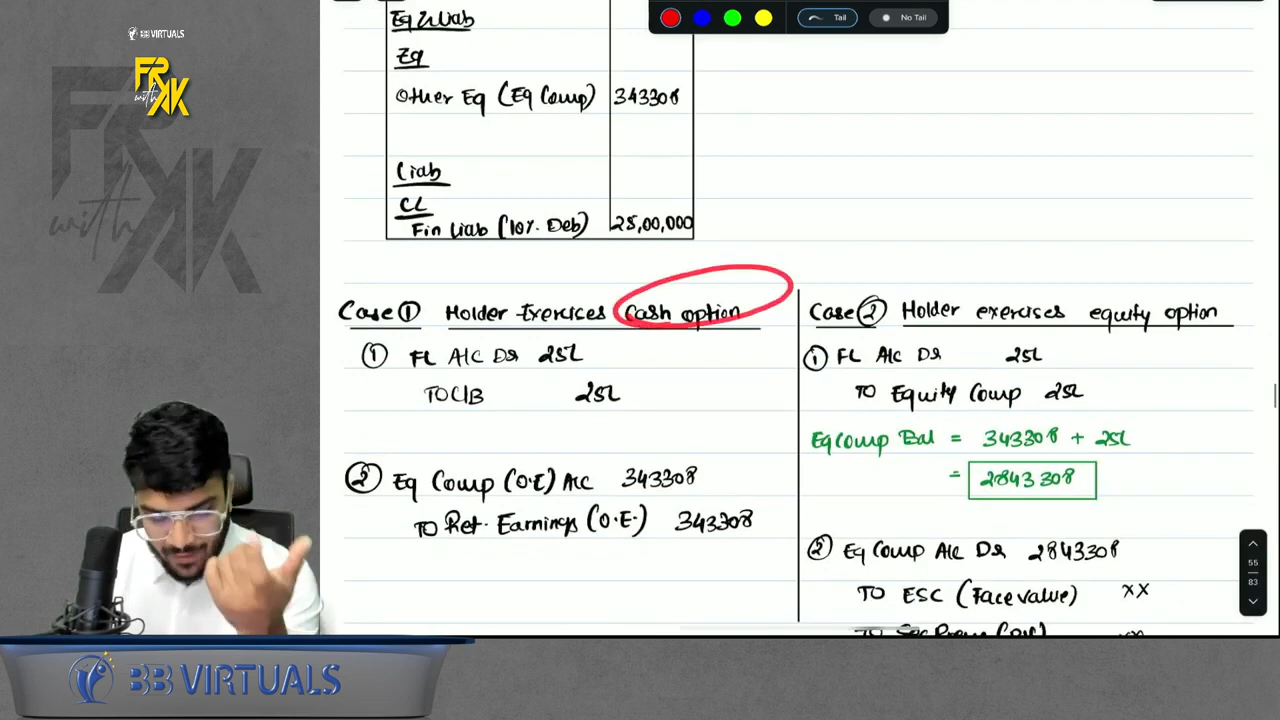 BB VIRTUALS
FR
with
KK
FR
with
KK
Tail
No Tail
Eq & Liab
Eq
Other Eq (Eq Comp) 343308
Liab
CL
Fin Liab (10%. Deb) 25,00,000
Case ① Holder Exercises Cash option
① FL A/C Dr 25L
TO C/B 25L
② Eq Comp (O.E) A/C 343308
TO Ret. Earnings (O.E.) 343308
Case ② Holder exercises equity option
① FL A/C Dr 25L
TO Equity Comp 25L
Eq Comp Bal = 343308 + 25L
= 2843308
② Eq Comp A/C Dr 2843308
TO ESC (Face value) xx
55
83
BB VIRTUALS